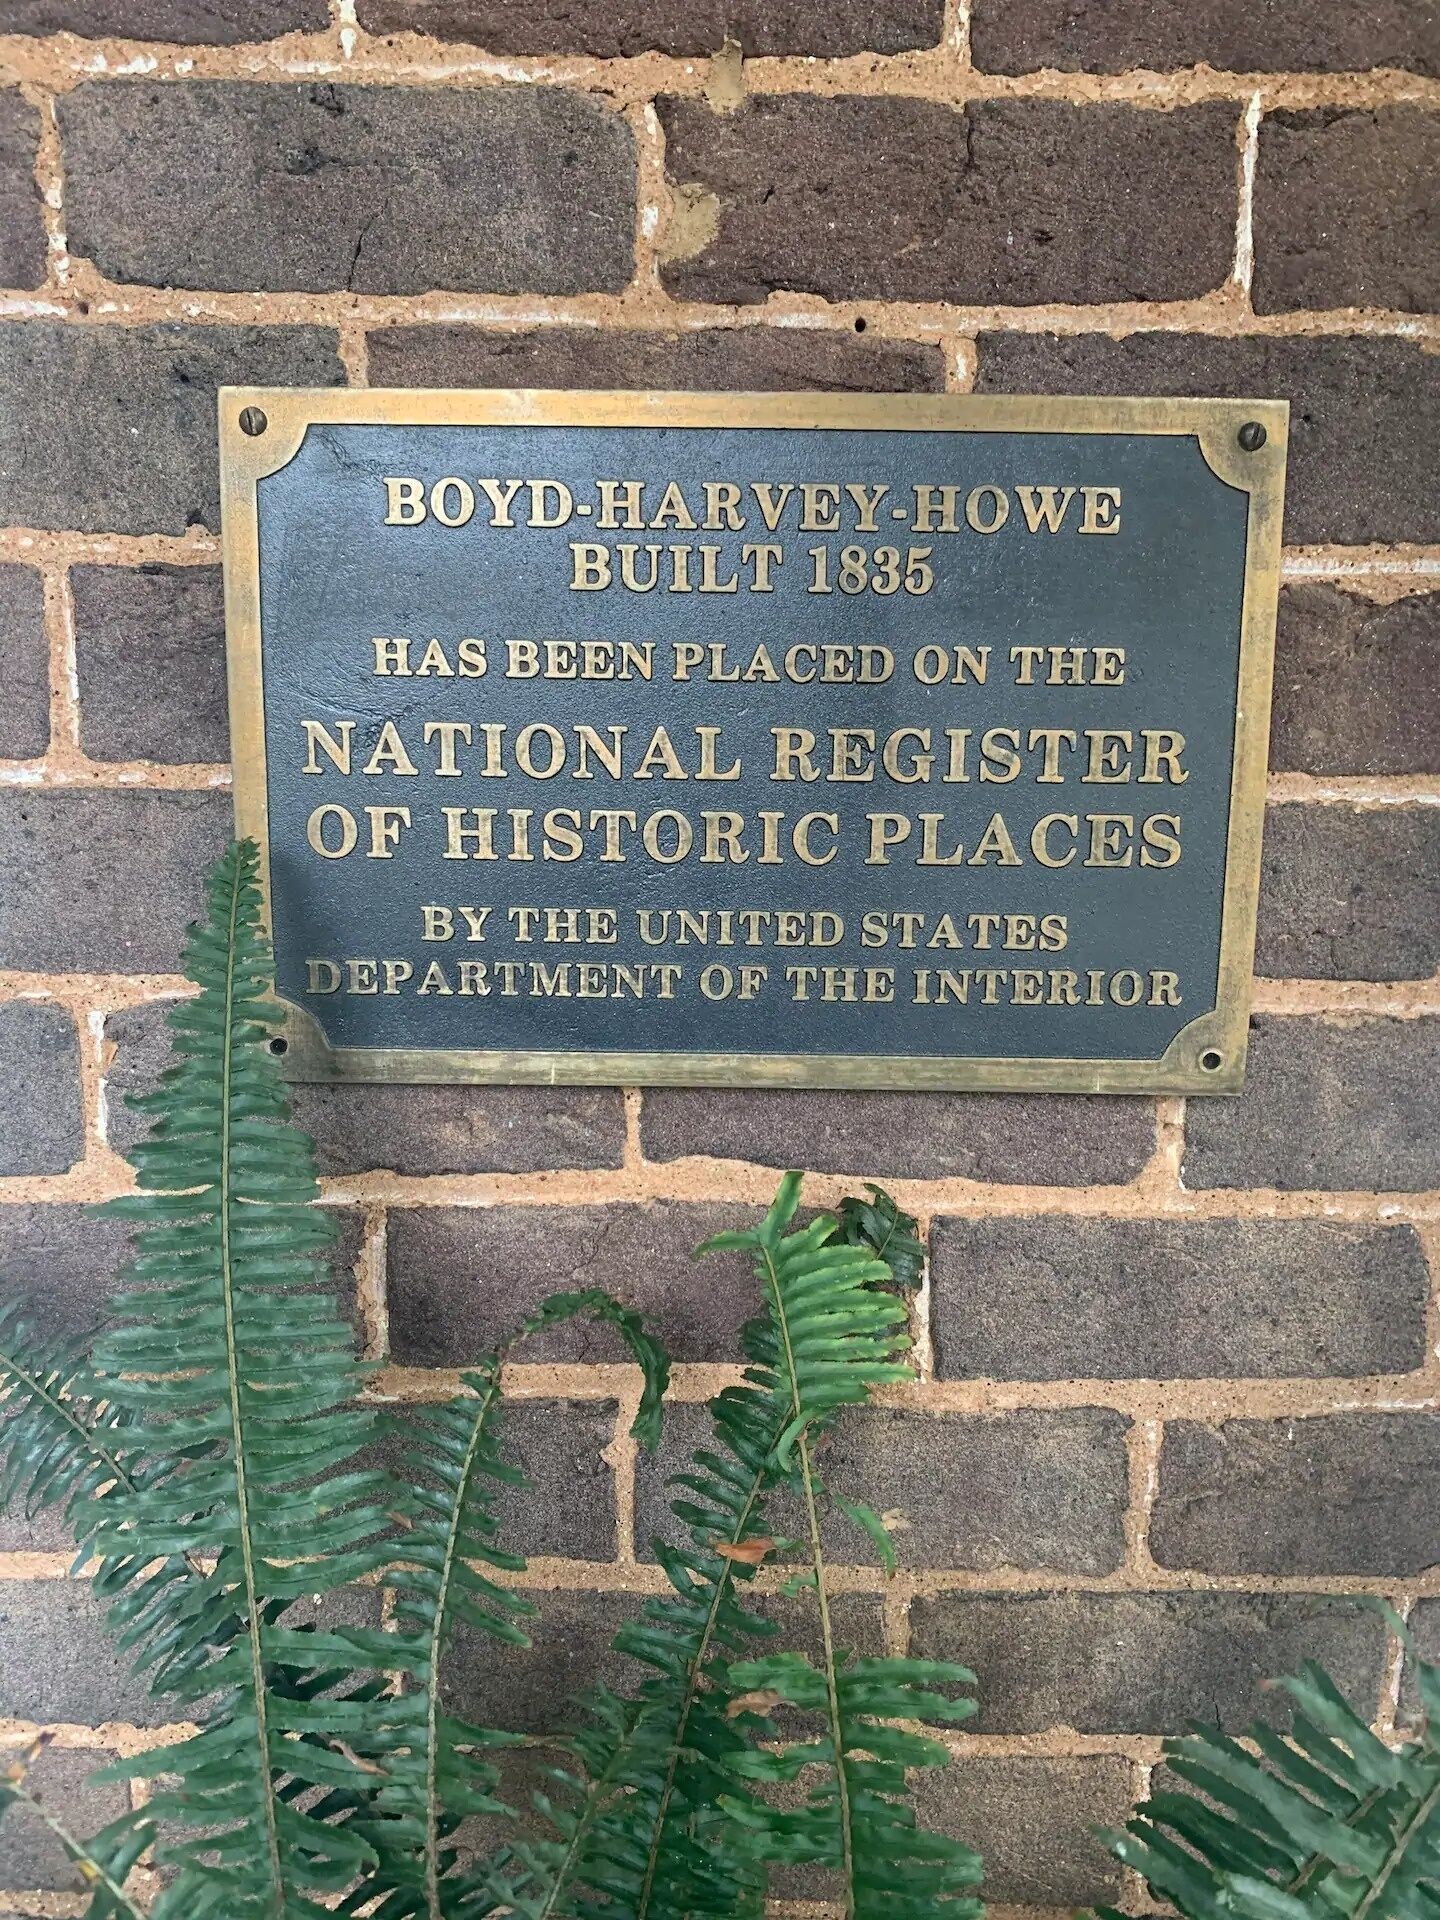 BOYD-HARVEY-HOWE
BUILT 1835
HAS BEEN PLACED ON THE
NATIONAL REGISTER
OF HISTORIC PLACES
BY THE UNITED STATES
DEPARTMENT OF THE INTERIOR